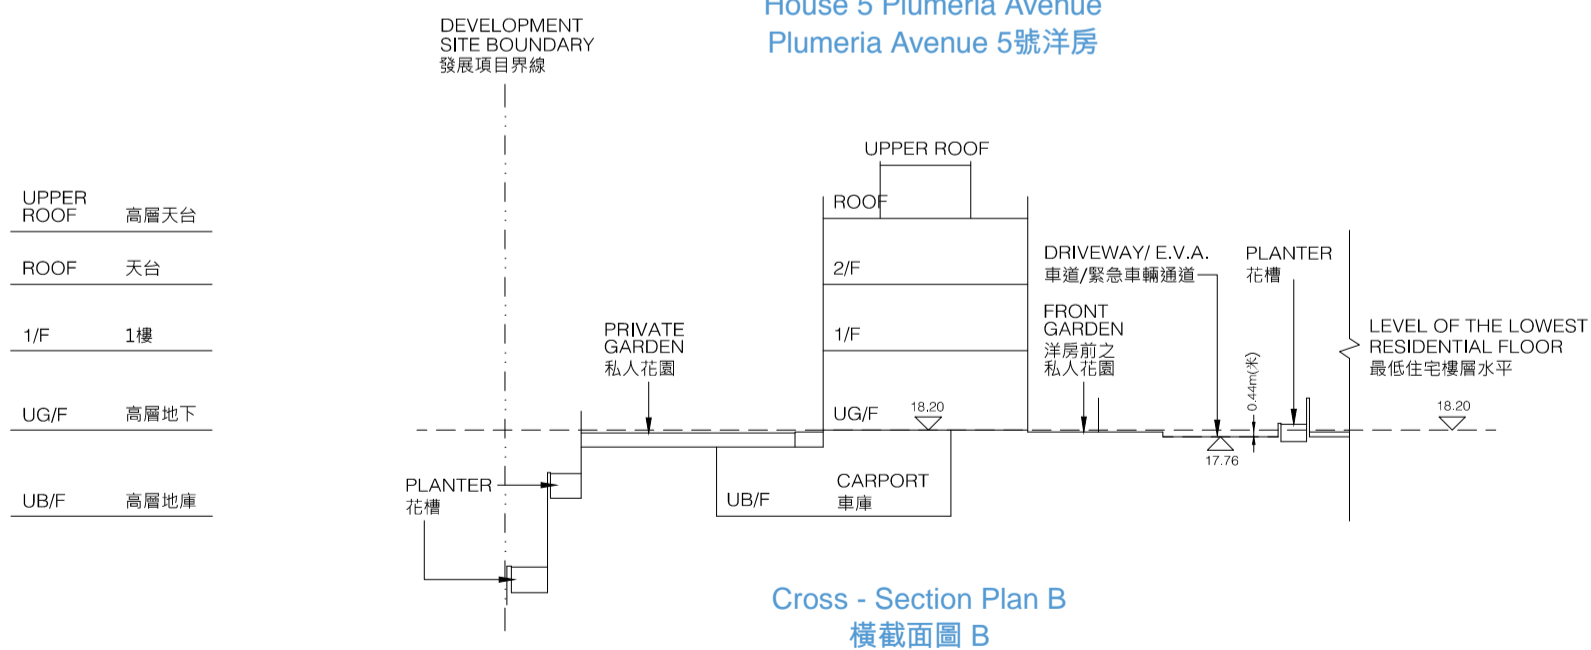 House 5 Plumeria Avenue
Plumeria Avenue 5號洋房
DEVELOPMENT
SITE BOUNDARY
發展項目界線
UPPER
ROOF 高層天台
ROOF 天台
1/F 1樓
UG/F 高層地下
UB/F 高層地庫
UPPER ROOF
ROOF
2/F
1/F
UG/F
18.20
UB/F
CARPORT
車庫
PRIVATE
GARDEN
私人花園
PLANTER
花槽
DRIVEWAY/ E.V.A.
車道/緊急車輛通道
FRONT
GARDEN
洋房前之
私人花園
PLANTER
花槽
0.44m(米)
17.76
LEVEL OF THE LOWEST
RESIDENTIAL FLOOR
最低住宅樓層水平
18.20
Cross - Section Plan B
橫截面圖 B